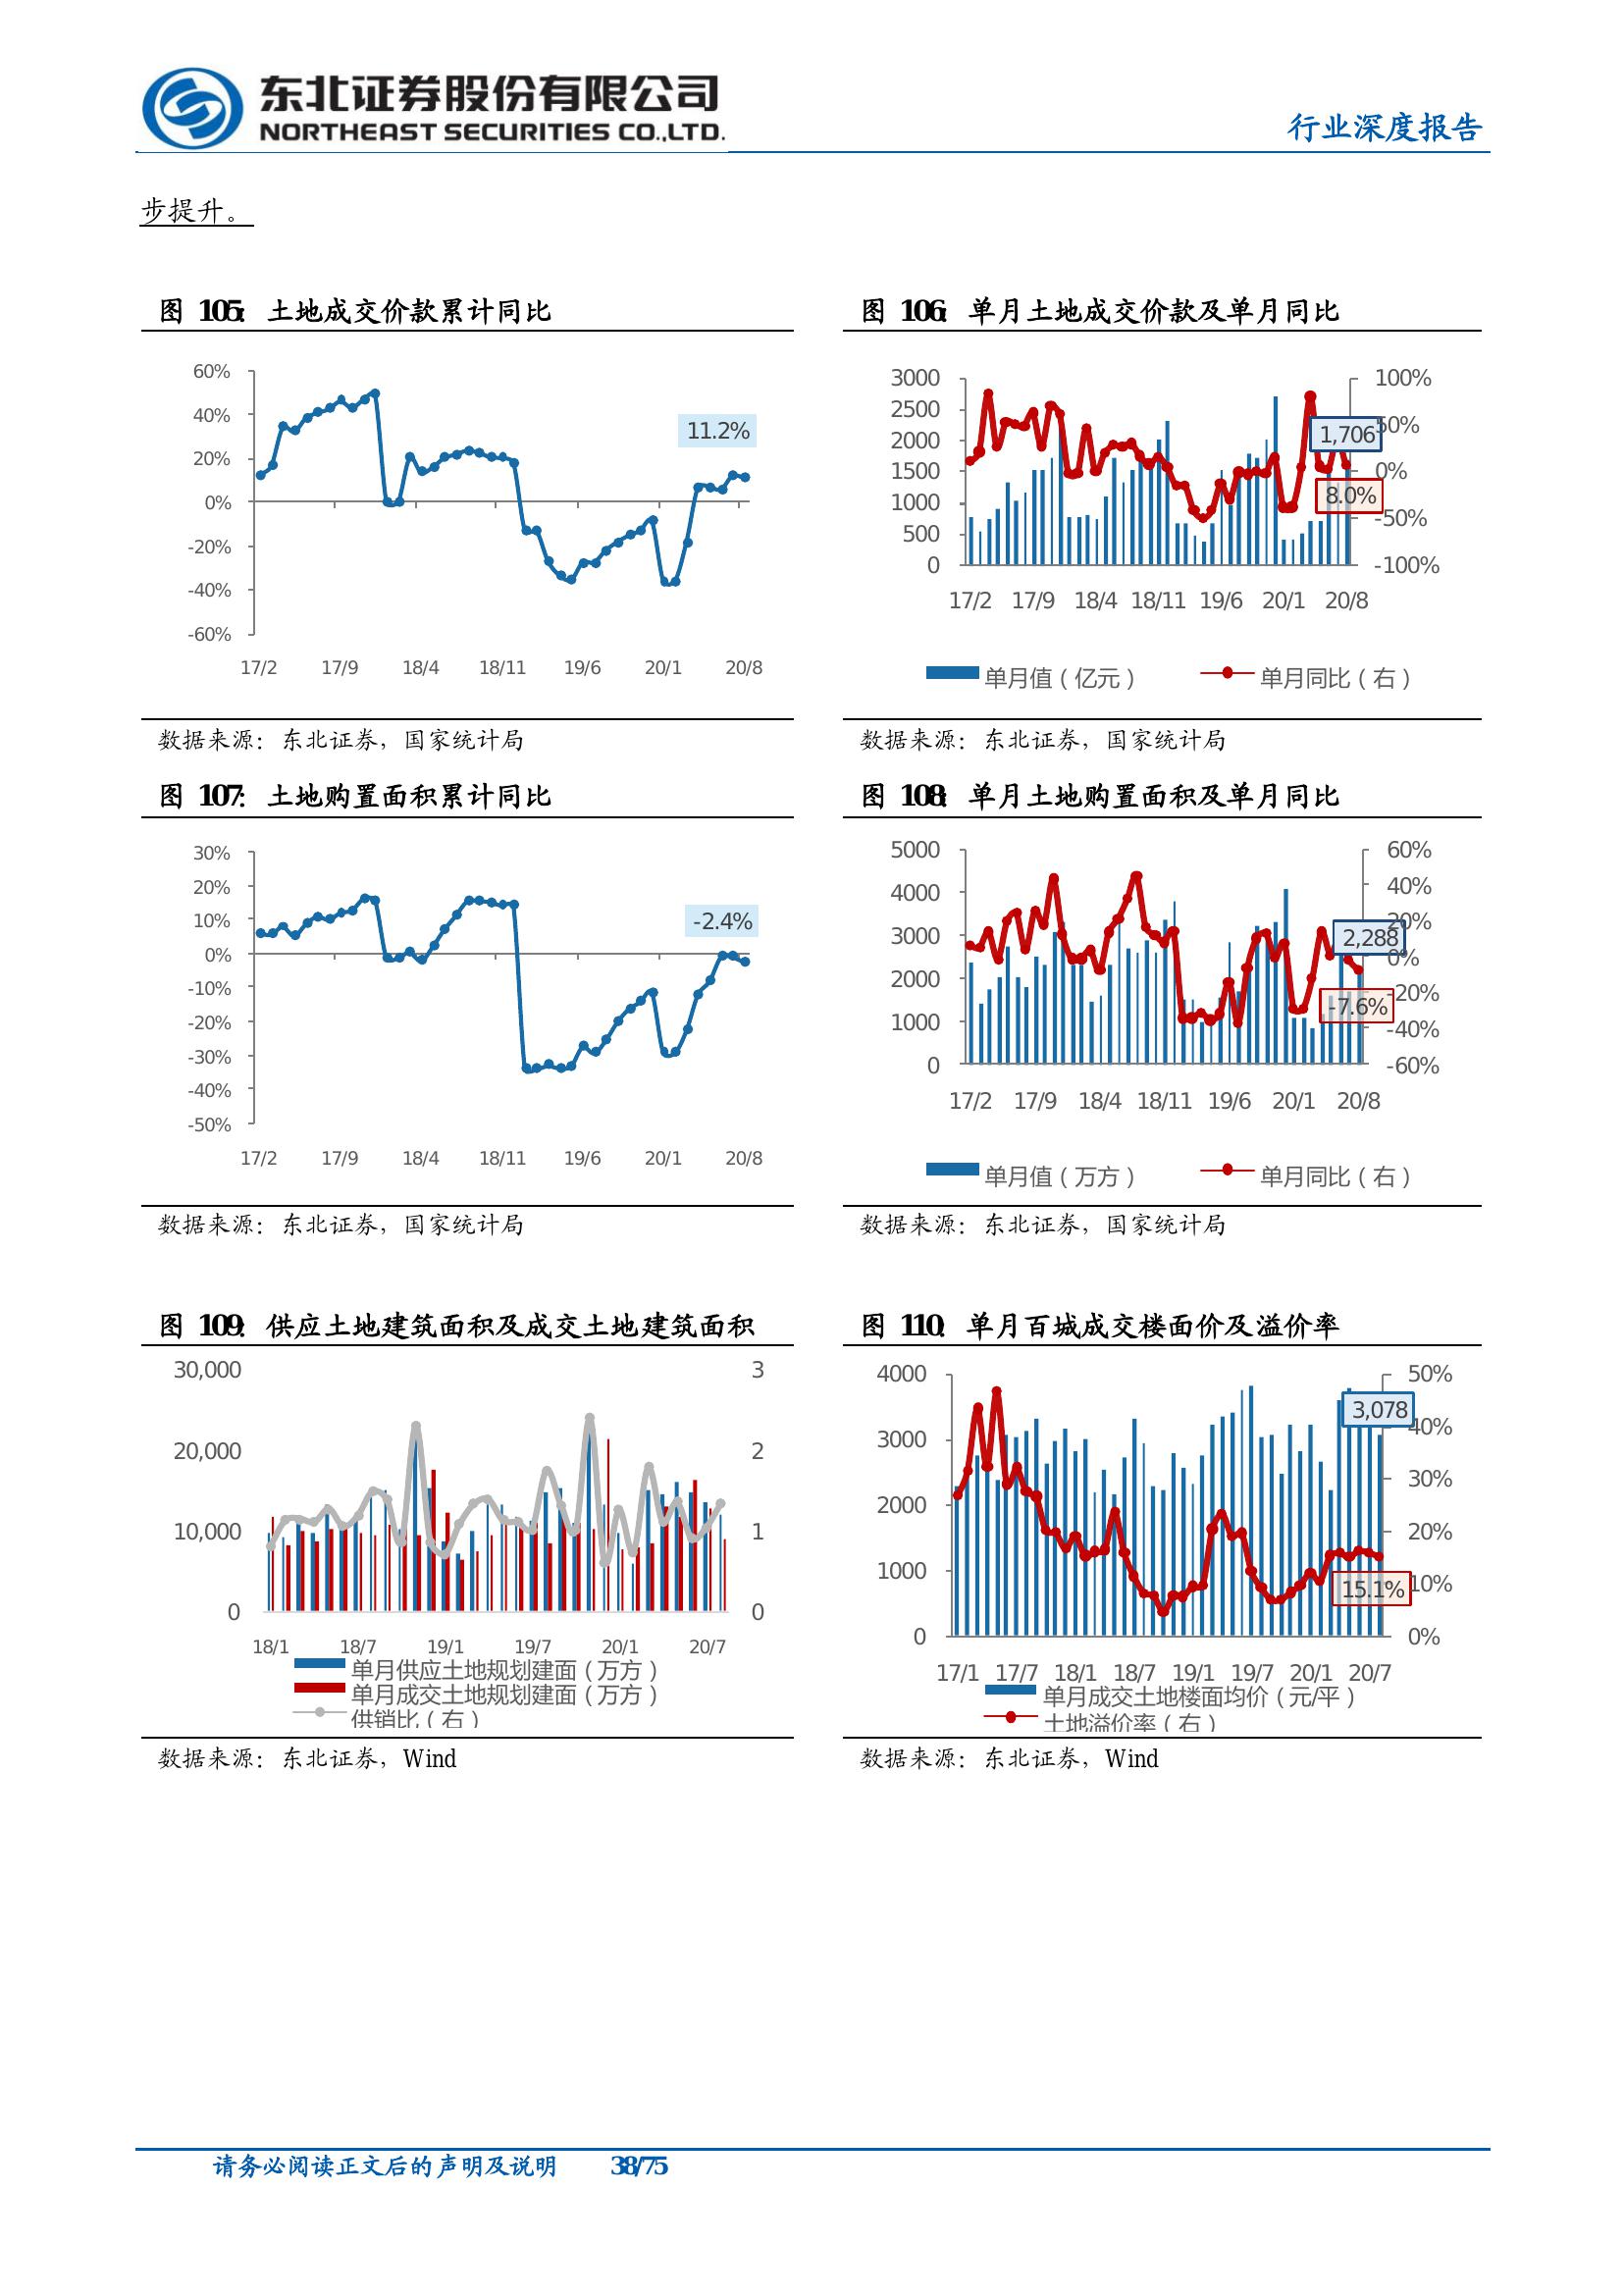 东北证券股份有限公司
NORTHEAST SECURITIES CO.,LTD.
行业深度报告
步提升。
图 105: 土地成交价款累计同比
60%
40%
20%
0%
-20%
-40%
-60%
11.2%
17/2 17/9 18/4 18/11 19/6 20/1 20/8
数据来源：东北证券，国家统计局
图 106: 单月土地成交价款及单月同比
3000
2500
2000
1500
1000
500
0
100%
50%
0%
-50%
-100%
1,706
8.0%
17/2 17/9 18/4 18/11 19/6 20/1 20/8
单月值（亿元） 单月同比（右）
数据来源：东北证券，国家统计局
图 107: 土地购置面积累计同比
30%
20%
10%
0%
-10%
-20%
-30%
-40%
-50%
-2.4%
17/2 17/9 18/4 18/11 19/6 20/1 20/8
数据来源：东北证券，国家统计局
图 108: 单月土地购置面积及单月同比
5000
4000
3000
2000
1000
0
60%
40%
20%
0%
-20%
-40%
-60%
2,288
-7.6%
17/2 17/9 18/4 18/11 19/6 20/1 20/8
单月值（万方） 单月同比（右）
数据来源：东北证券，国家统计局
图 109: 供应土地建筑面积及成交土地建筑面积
30,000
20,000
10,000
0
3
2
1
0
18/1 18/7 19/1 19/7 20/1 20/7
单月供应土地规划建面（万方）
单月成交土地规划建面（万方）
供销比（右）
数据来源：东北证券，Wind
图 110: 单月百城成交楼面价及溢价率
4000
3000
2000
1000
0
50%
40%
30%
20%
10%
0%
3,078
15.1%
17/1 17/7 18/1 18/7 19/1 19/7 20/1 20/7
单月成交土地楼面均价（元/平）
土地溢价率（右）
数据来源：东北证券，Wind
请务必阅读正文后的声明及说明 38/75